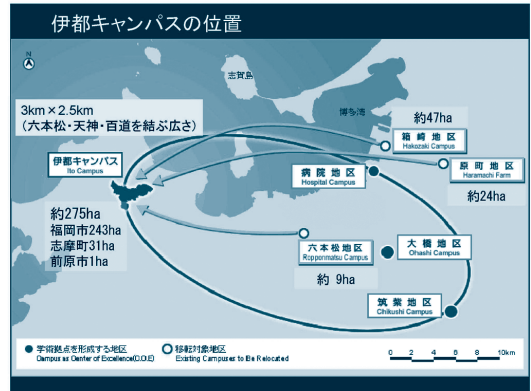 伊都キャンパスの位置
N
志賀島
3km×2.5km
(六本松・天神・百道を結ぶ広さ)
博多湾
約47ha
箱崎地区
Hakozaki Campus
伊都キャンパス
Ito Campus
病院地区
Hospital Campus
原町地区
Haramachi Farm
約24ha
約275ha
福岡市243ha
志摩町31ha
前原市1ha
六本松地区
Ropponmatsu Campus
約 9ha
大橋地区
Ohashi Campus
筑紫地区
Chikushi Campus
学術拠点を形成する地区
Campus as Center of Excellence(C.O.E)
移転対象地区
Existing Campuses to Be Relocated
0 2 4 6 8 10km